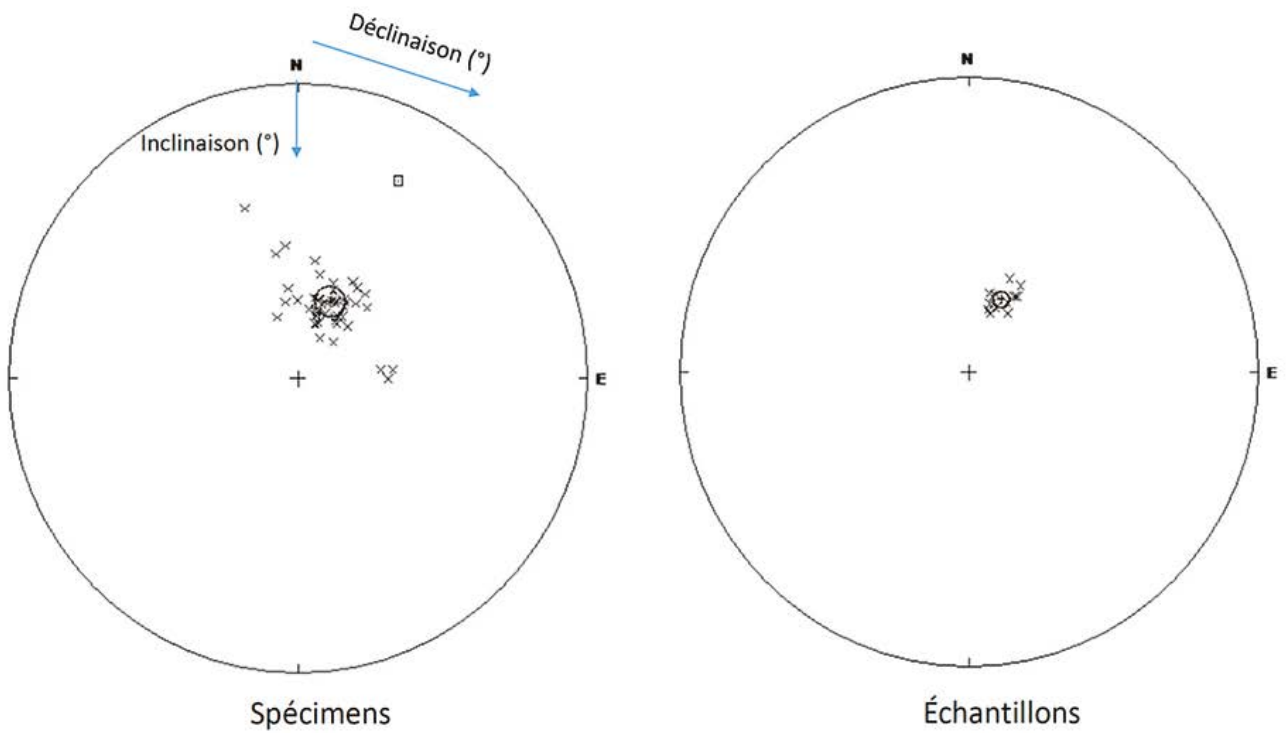 Déclinaison (°)
N
Inclinaison (°)
E
Spécimens
N
E
Échantillons